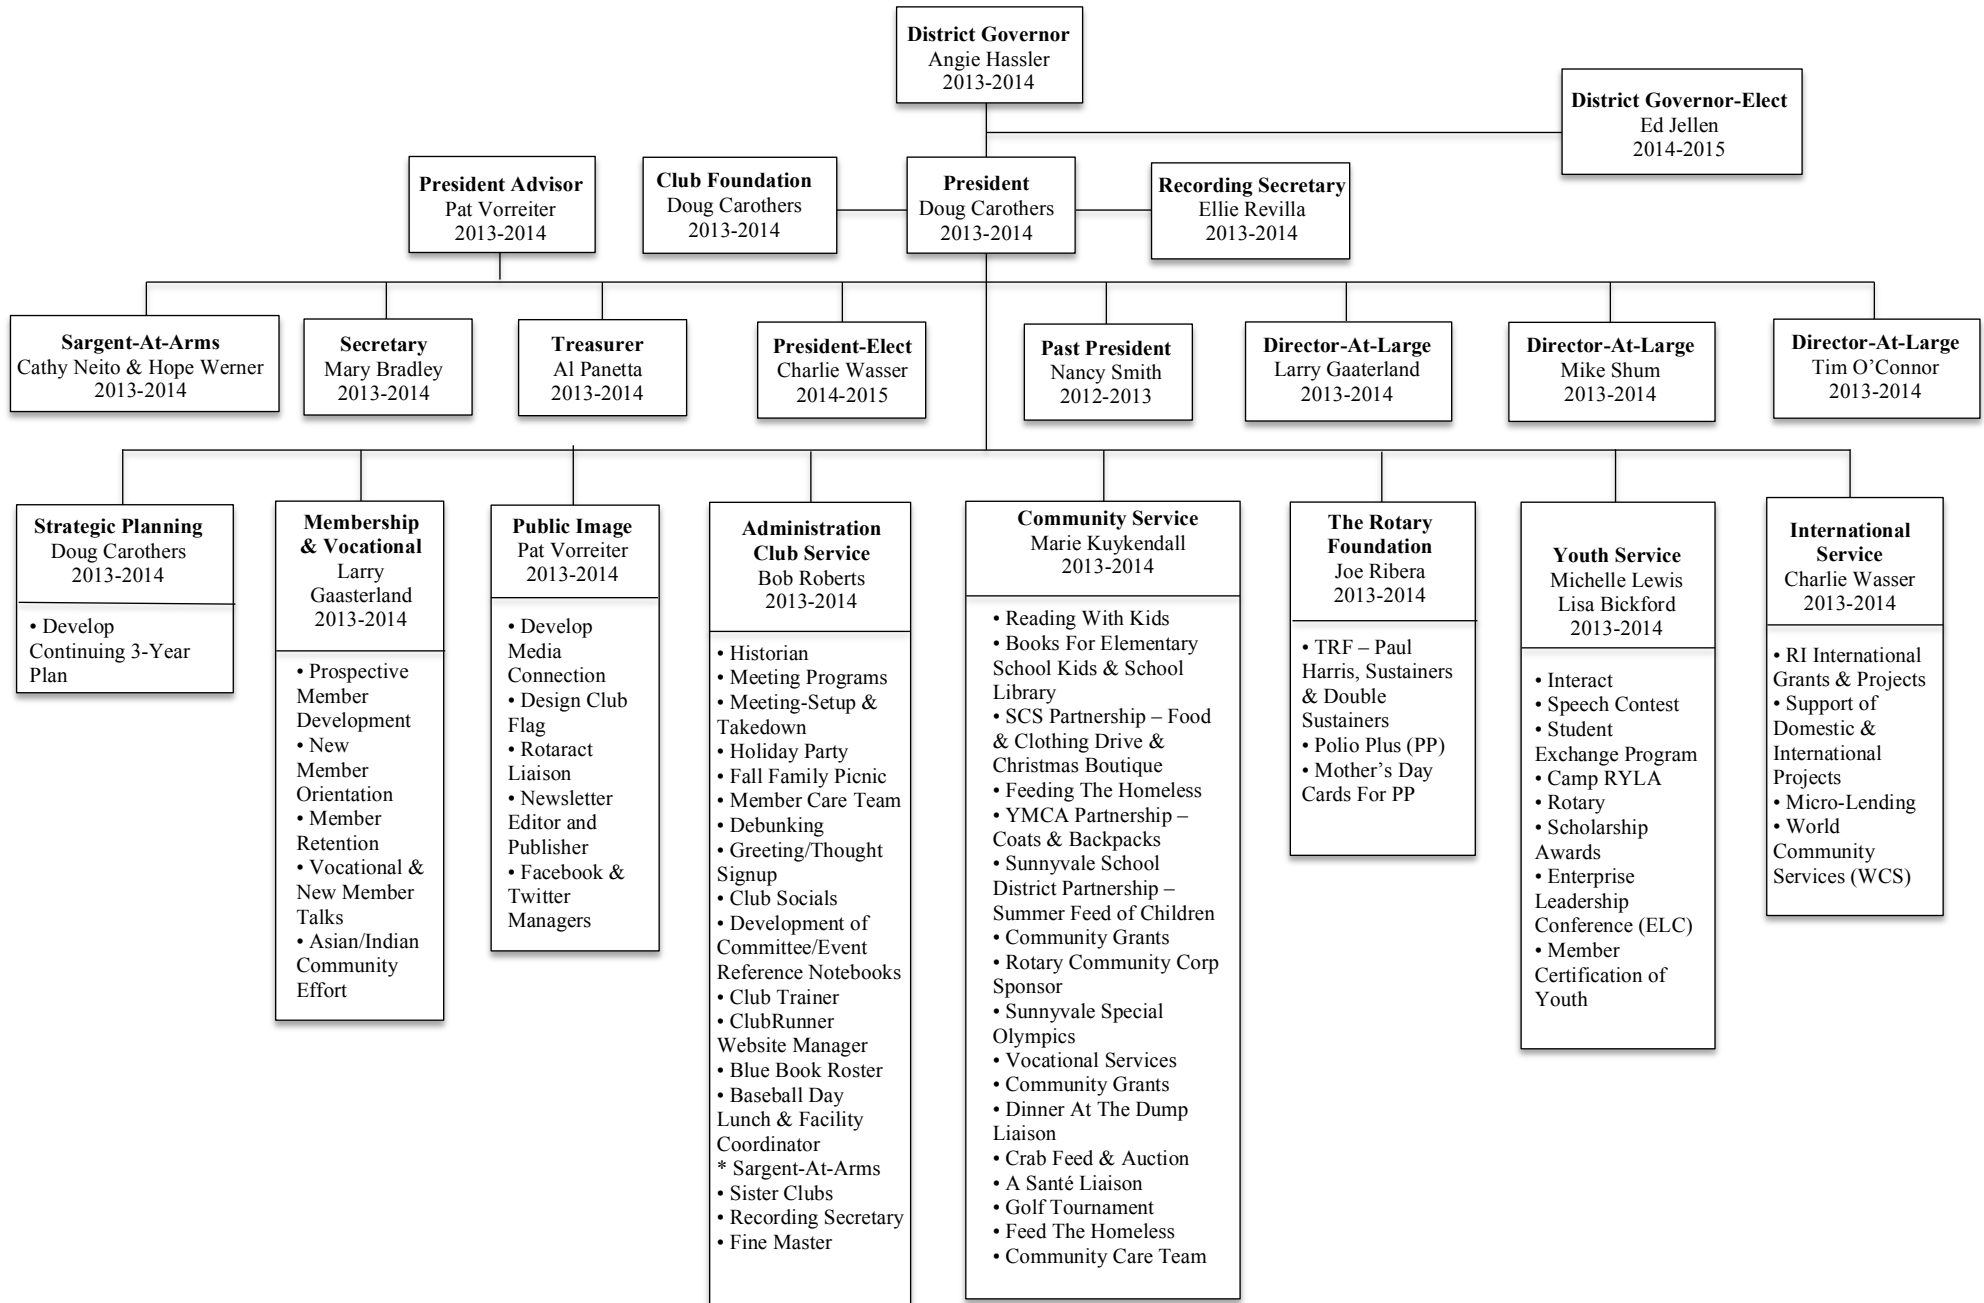 District Governor
Angie Hassler
2013-2014
District Governor-Elect
Ed Jellen
2014-2015
President Advisor
Pat Vorreiter
2013-2014
Club Foundation
Doug Carothers
2013-2014
President
Doug Carothers
2013-2014
Recording Secretary
Ellie Revilla
2013-2014
Sargent-At-Arms
Cathy Neito & Hope Werner
2013-2014
Secretary
Mary Bradley
2013-2014
Treasurer
Al Panetta
2013-2014
President-Elect
Charlie Wasser
2014-2015
Past President
Nancy Smith
2012-2013
Director-At-Large
Larry Gaaterland
2013-2014
Director-At-Large
Mike Shum
2013-2014
Director-At-Large
Tim O’Connor
2013-2014
Strategic Planning
Doug Carothers
2013-2014
• Develop
Continuing 3-Year
Plan
Membership
& Vocational
Larry
Gaasterland
2013-2014
• Prospective
Member
Development
• New
Member
Orientation
• Member
Retention
• Vocational &
New Member
Talks
• Asian/Indian
Community
Effort
Public Image
Pat Vorreiter
2013-2014
• Develop
Media
Connection
• Design Club
Flag
• Rotaract
Liaison
• Newsletter
Editor and
Publisher
• Facebook &
Twitter
Managers
Administration
Club Service
Bob Roberts
2013-2014
• Historian
• Meeting Programs
• Meeting-Setup &
Takedown
• Holiday Party
• Fall Family Picnic
• Member Care Team
• Debunking
• Greeting/Thought
Signup
• Club Socials
• Development of
Committee/Event
Reference Notebooks
• Club Trainer
• ClubRunner
Website Manager
• Blue Book Roster
• Baseball Day
Lunch & Facility
Coordinator
* Sargent-At-Arms
• Sister Clubs
• Recording Secretary
• Fine Master
Community Service
Marie Kuykendall
2013-2014
• Reading With Kids
• Books For Elementary
School Kids & School
Library
• SCS Partnership – Food
& Clothing Drive &
Christmas Boutique
• Feeding The Homeless
• YMCA Partnership –
Coats & Backpacks
• Sunnyvale School
District Partnership –
Summer Feed of Children
• Community Grants
• Rotary Community Corp
Sponsor
• Sunnyvale Special
Olympics
• Vocational Services
• Community Grants
• Dinner At The Dump
Liaison
• Crab Feed & Auction
• A Santé Liaison
• Golf Tournament
• Feed The Homeless
• Community Care Team
The Rotary
Foundation
Joe Ribera
2013-2014
• TRF – Paul
Harris, Sustainers
& Double
Sustainers
• Polio Plus (PP)
• Mother’s Day
Cards For PP
Youth Service
Michelle Lewis
Lisa Bickford
2013-2014
• Interact
• Speech Contest
• Student
Exchange Program
• Camp RYLA
• Rotary
• Scholarship
Awards
• Enterprise
Leadership
Conference (ELC)
• Member
Certification of
Youth
International
Service
Charlie Wasser
2013-2014
• RI International
Grants & Projects
• Support of
Domestic &
International
Projects
• Micro-Lending
• World
Community
Services (WCS)